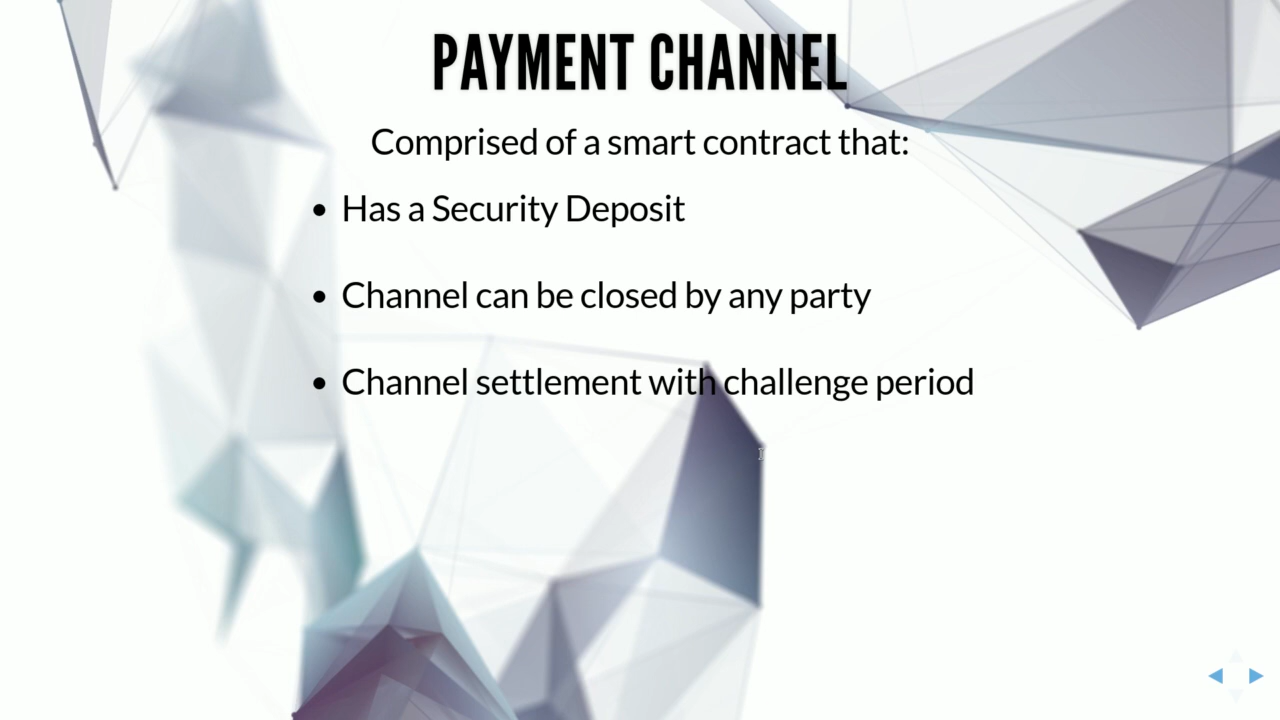 PAYMENT CHANNEL
Comprised of a smart contract that:
• Has a Security Deposit
• Channel can be closed by any party
• Channel settlement with challenge period